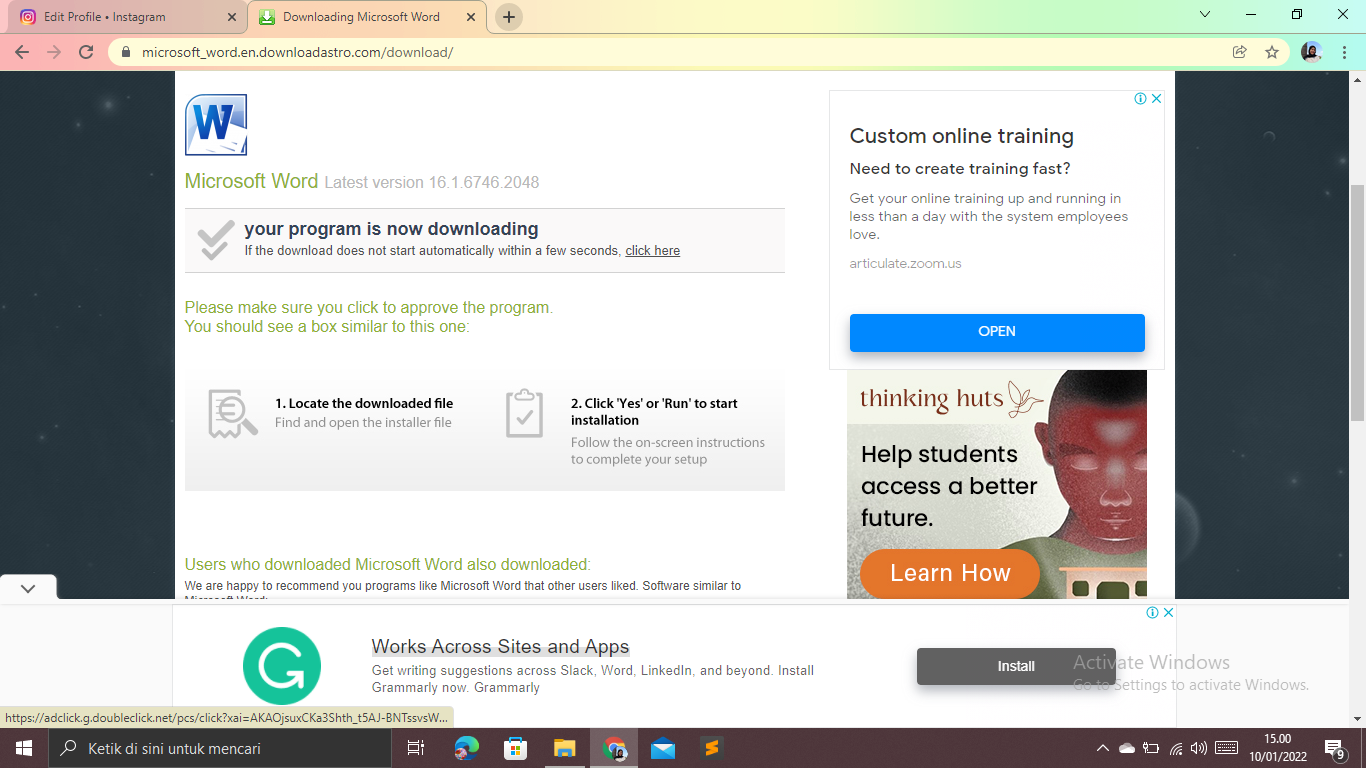 Edit Profile • Instagram
Downloading Microsoft Word
microsoft_word.en.downloadastro.com/download/
W
Microsoft Word Latest version 16.1.6746.2048
your program is now downloading
If the download does not start automatically within a few seconds, click here
Please make sure you click to approve the program.
You should see a box similar to this one:
1. Locate the downloaded file
Find and open the installer file
2. Click 'Yes' or 'Run' to start
installation
Follow the on-screen instructions
to complete your setup
Users who downloaded Microsoft Word also downloaded:
We are happy to recommend you programs like Microsoft Word that other users liked. Software similar to
Microsoft Word:
Custom online training
Need to create training fast?
Get your online training up and running in
less than a day with the system employees
love.
articulate.zoom.us
OPEN
thinking huts
Help students
access a better
future.
Learn How
G
Works Across Sites and Apps
Get writing suggestions across Slack, Word, LinkedIn, and beyond. Install
Grammarly now. Grammarly
Install
Activate Windows
Go to Settings to activate Windows.
https://adclick.g.doubleclick.net/pcs/click?xai=AKAOjsuxCKa3Shth_t5AJ-BNTssvsW...
Ketik di sini untuk mencari
15.00
10/01/2022
9